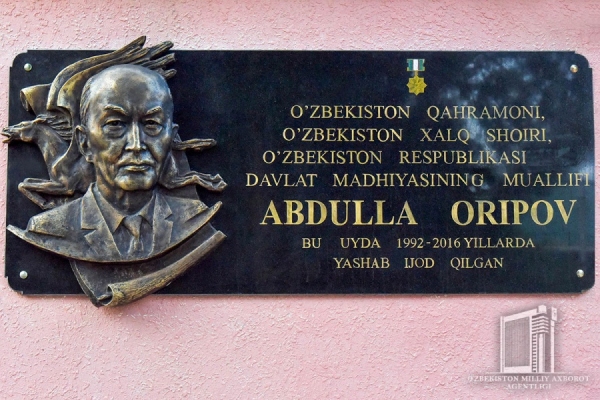 O'ZBEKISTON QAHRAMONI,
O'ZBEKISTON XALQ SHOIRI,
O'ZBEKISTON RESPUBLIKASI
DAVLAT MADHIYASINING MUALLIFI
ABDULLA ORIPOV
BU UYDA 1992-2016 YILLARDA
YASHAB IJOD QILGAN
O'ZBEKISTON MILLIY AXBOROT
AGENTLIGI